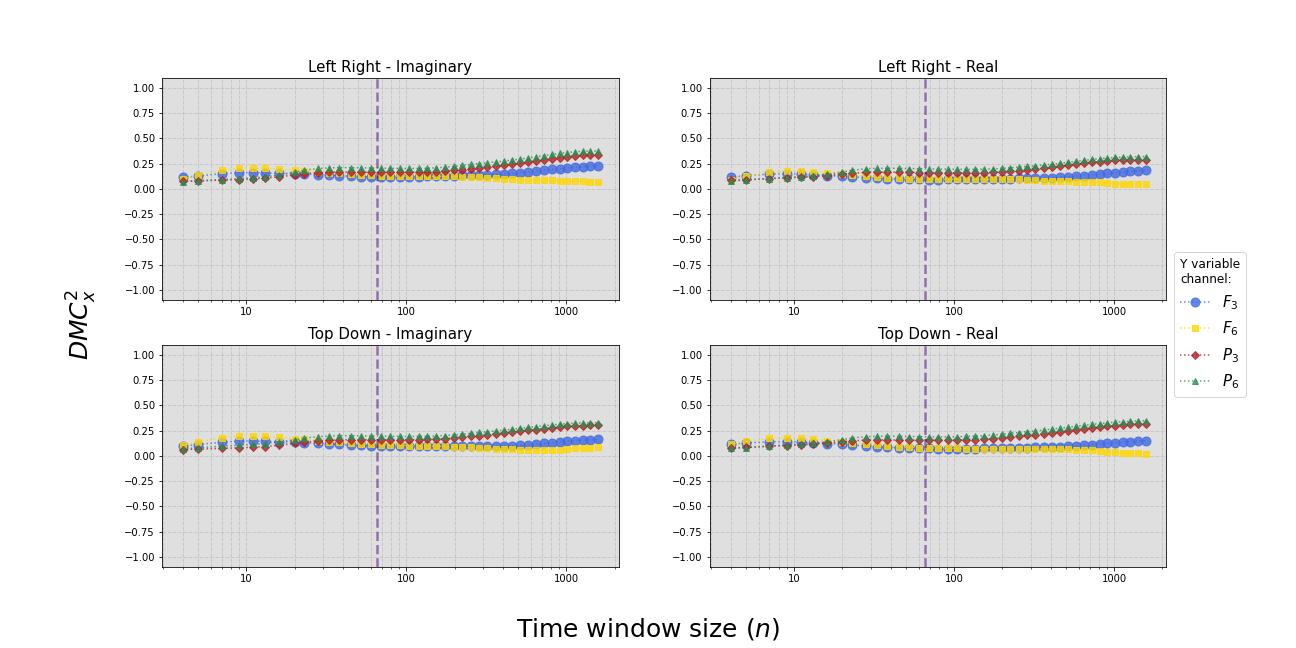 Left Right - Imaginary
1.00
0.75
0.50
0.25
0.00
−0.25
−0.50
−0.75
−1.00
10 100 1000
Left Right - Real
1.00
0.75
0.50
0.25
0.00
−0.25
−0.50
−0.75
−1.00
10 100 1000
Top Down - Imaginary
1.00
0.75
0.50
0.25
0.00
−0.25
−0.50
−0.75
−1.00
10 100 1000
Top Down - Real
1.00
0.75
0.50
0.25
0.00
−0.25
−0.50
−0.75
−1.00
10 100 1000
$DMC_x^2$
Time window size (n)
Y variable
channel:
F₃
F₆
P₃
P₆